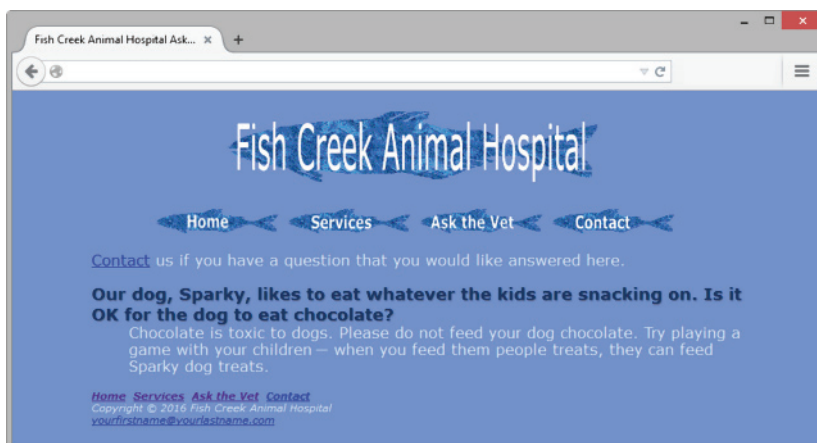 Fish Creek Animal Hospital Ask...
Fish Creek Animal Hospital
Home Services Ask the Vet Contact
Contact us if you have a question that you would like answered here.
Our dog, Sparky, likes to eat whatever the kids are snacking on. Is it
OK for the dog to eat chocolate?
Chocolate is toxic to dogs. Please do not feed your dog chocolate. Try playing a
game with your children — when you feed them people treats, they can feed
Sparky dog treats.
Home Services Ask the Vet Contact
Copyright © 2016 Fish Creek Animal Hospital
yourfirstname@yourlastname.com